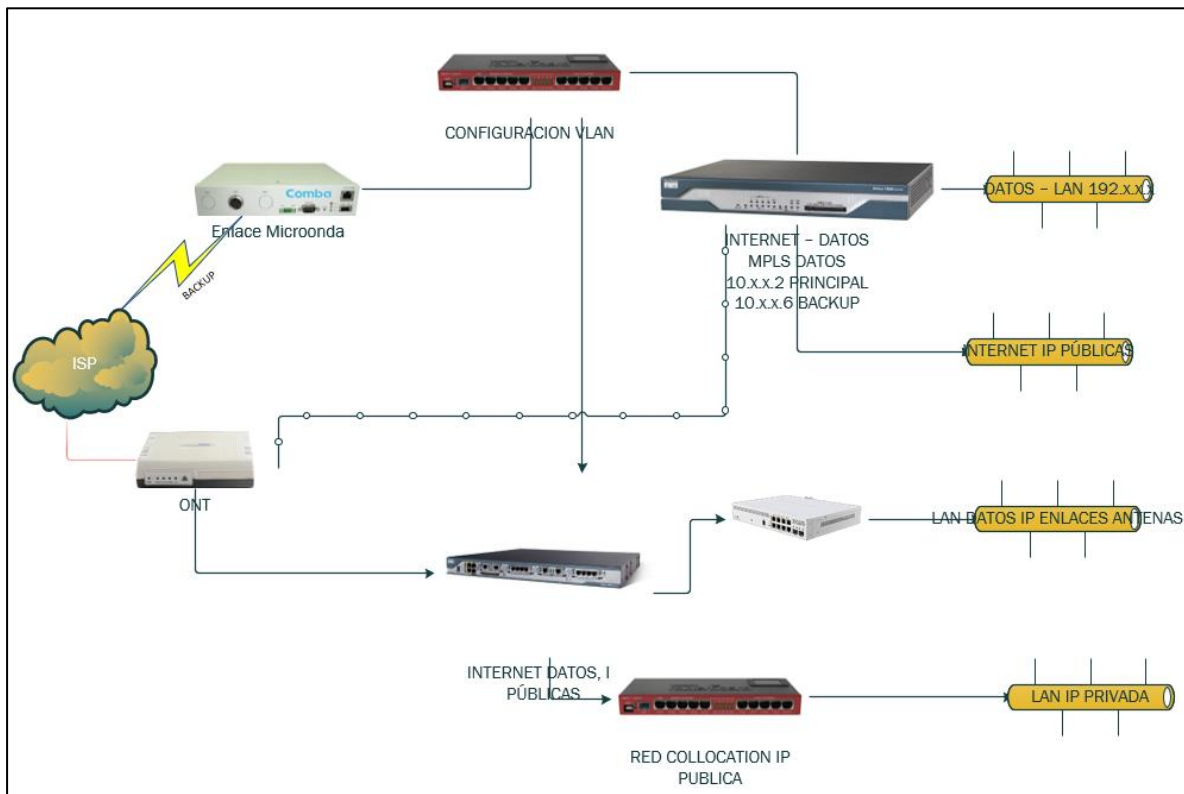 CONFIGURACION VLAN
Comba
Enlace Microonda
DATOS – LAN 192.x.x.x
INTERNET – DATOS
MPLS DATOS
10.x.x.2 PRINCIPAL
10.x.x.6 BACKUP
BACKUP
ISP
INTERNET IP PÚBLICAS
ONT
LAN DATOS IP ENLACES ANTENAS
INTERNET DATOS, I
PÚBLICAS
LAN IP PRIVADA
RED COLLOCATION IP
PUBLICA